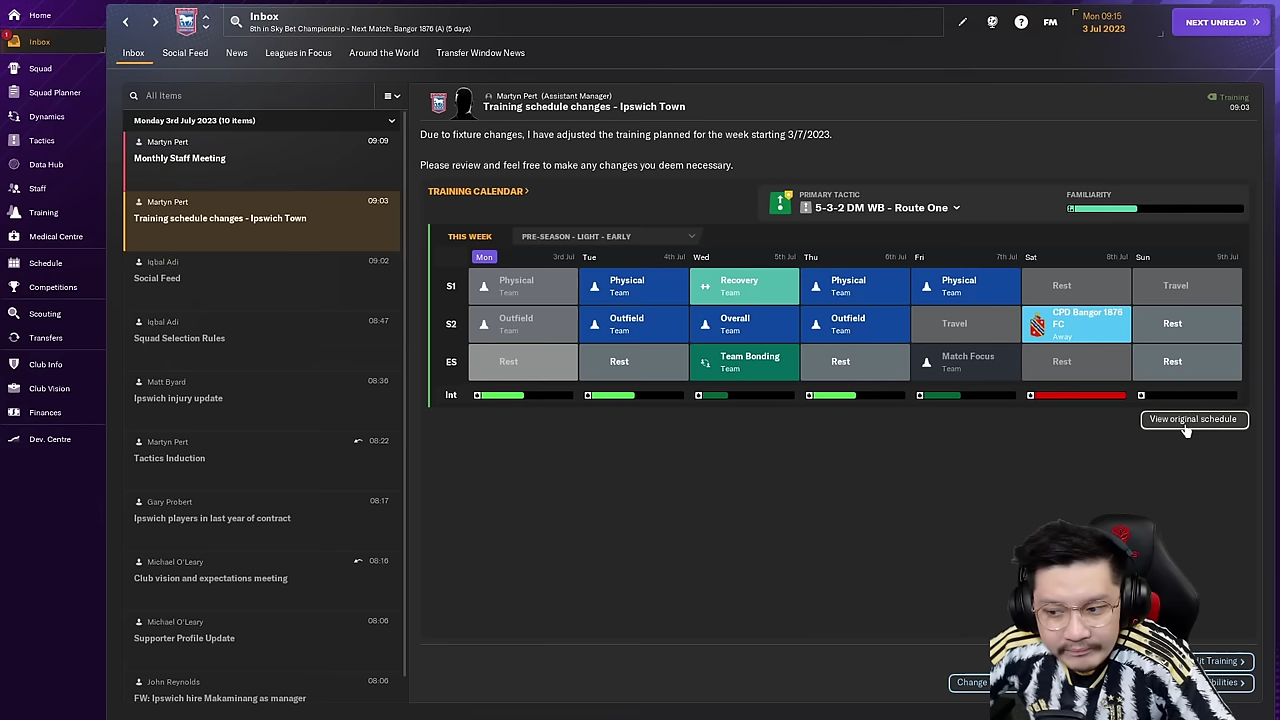 Home
Inbox
Squad
Squad Planner
Dynamics
Tactics
Data Hub
Staff
Training
Medical Centre
Schedule
Competitions
Scouting
Transfers
Club Info
Club Vision
Finances
Dev. Centre
1
Inbox
8th in Sky Bet Championship - Next Match: Bangor 1876 (A) (5 days)
FM
Mon 09:15
3 Jul 2023
NEXT UNREAD
Inbox Social Feed News Leagues in Focus Around the World Transfer Window News
All Items
Monday 3rd July 2023 (10 items)
Martyn Pert 09:09
Monthly Staff Meeting
Martyn Pert 09:03
Training schedule changes - Ipswich Town
Iqbal Adi 09:02
Social Feed
Iqbal Adi 08:47
Squad Selection Rules
Matt Byard 08:36
Ipswich injury update
Martyn Pert 08:22
Tactics Induction
Gary Probert 08:17
Ipswich players in last year of contract
Michael O'Leary 08:16
Club vision and expectations meeting
Michael O'Leary 08:06
Supporter Profile Update
John Reynolds 08:06
FW: Ipswich hire Makaminang as manager
Martyn Pert (Assistant Manager)
Training schedule changes - Ipswich Town
Training
09:03
Due to fixture changes, I have adjusted the training planned for the week starting 3/7/2023.
Please review and feel free to make any changes you deem necessary.
TRAINING CALENDAR >
PRIMARY TACTIC
5-3-2 DM WB - Route One
FAMILIARITY
THIS WEEK PRE-SEASON - LIGHT - EARLY
Mon 3rd Jul Tue 4th Jul Wed 5th Jul Thu 6th Jul Fri 7th Jul Sat 8th Jul Sun 9th Jul
S1 Physical Team Physical Team Recovery Team Physical Team Physical Team Rest Travel
S2 Outfield Team Outfield Team Overall Team Outfield Team Travel CPD Bangor 1876 FC Away Rest
ES Rest Rest Team Bonding Team Rest Match Focus Team Rest Rest
Int
View original schedule
Training >
Change